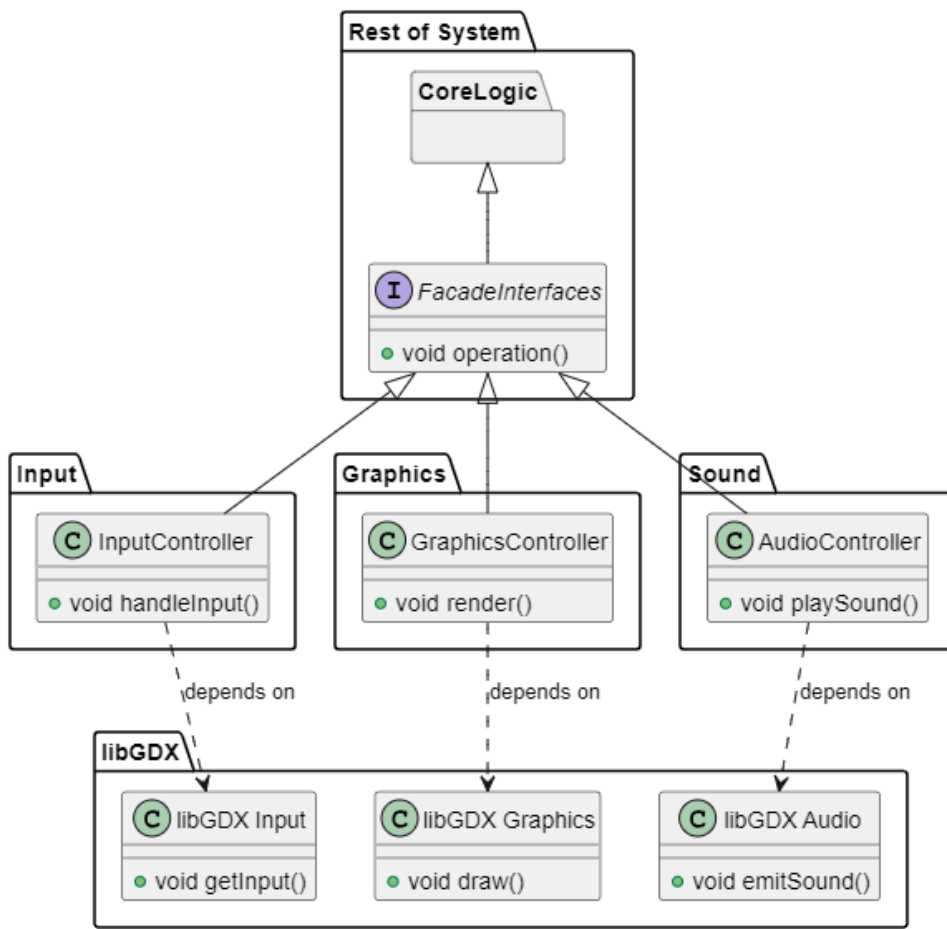 Rest of System
CoreLogic
I FacadeInterfaces
void operation()
Input
Graphics
Sound
C InputController
C GraphicsController
C AudioController
void handleInput()
void render()
void playSound()
depends on
depends on
depends on
libGDX
C libGDX Input
C libGDX Graphics
C libGDX Audio
void getInput()
void draw()
void emitSound()